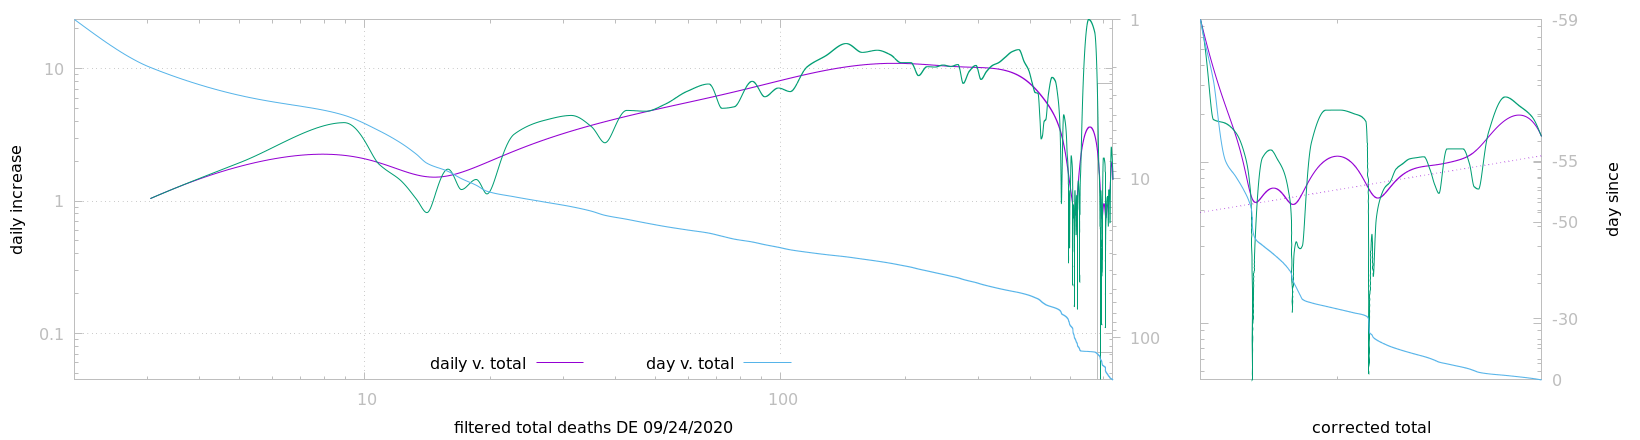 10
1
0.1
daily increase
daily v. total
day v. total
10
100
filtered total deaths DE 09/24/2020
1
10
100
-59
-55
-50
-30
0
day since
corrected total